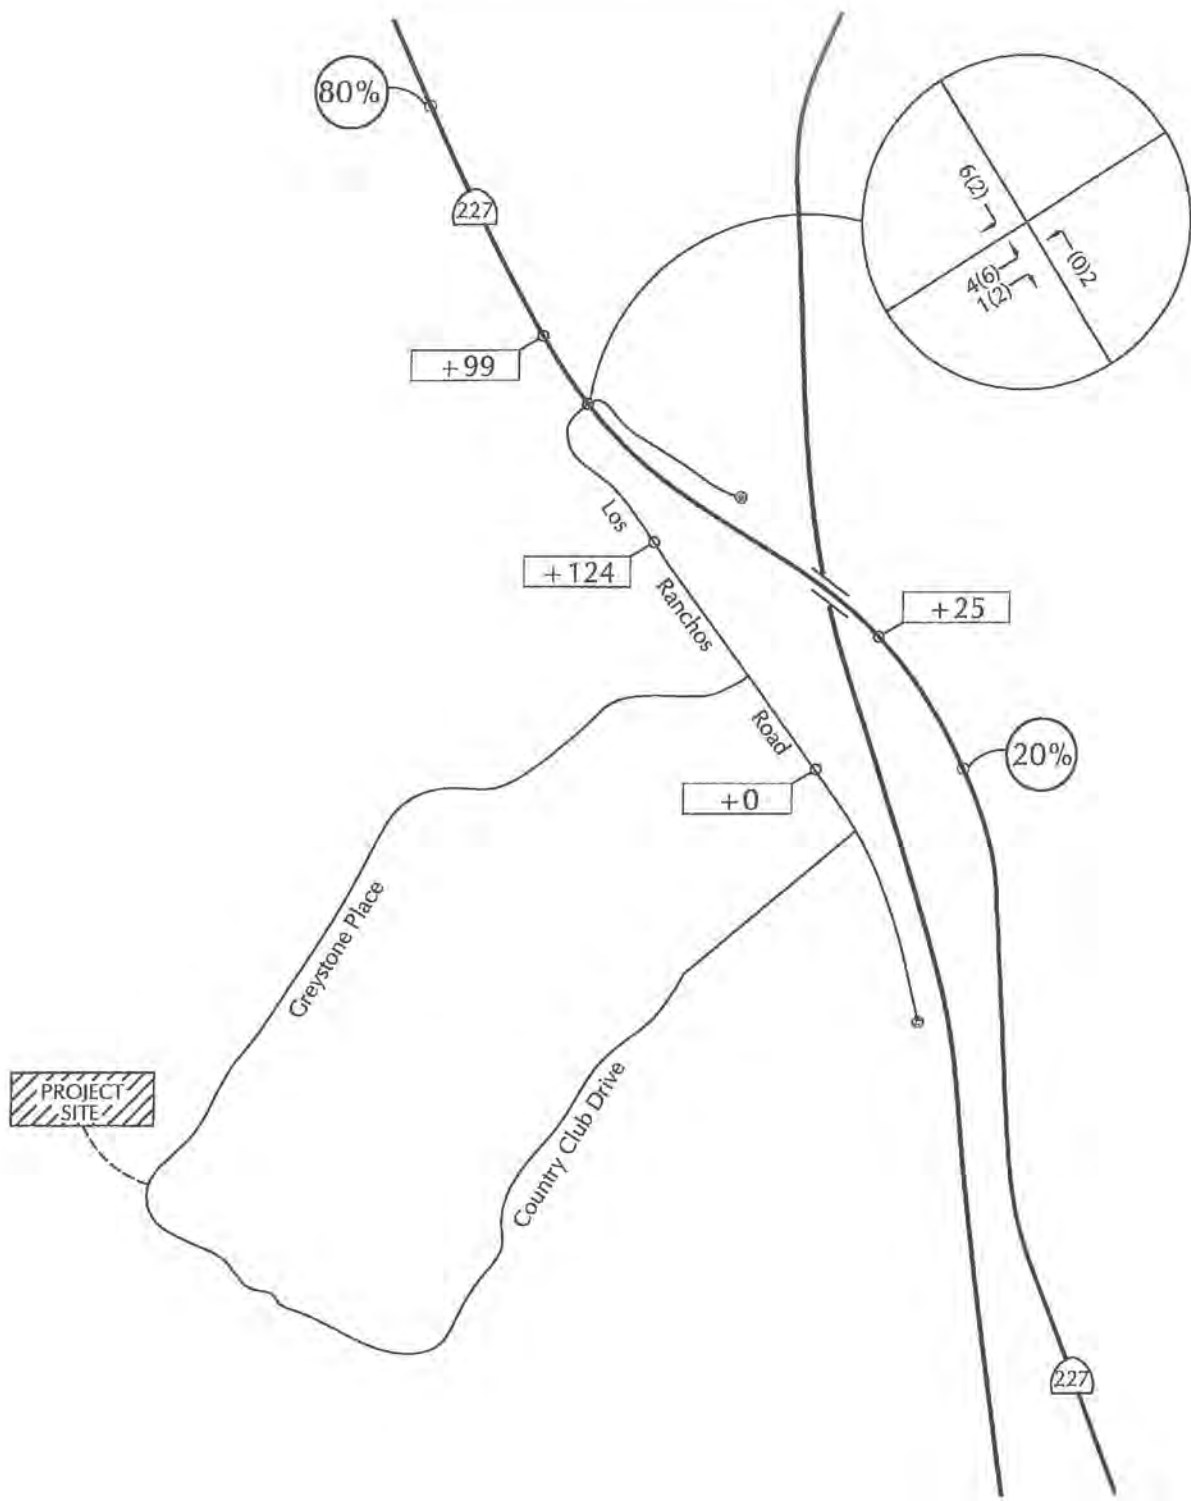 80%
227
6(2)
4(6)
1(2)
(0)2
+99
Los
Ranchos
Road
+124
+25
20%
+0
Greystone Place
PROJECT
SITE
Country Club Drive
227